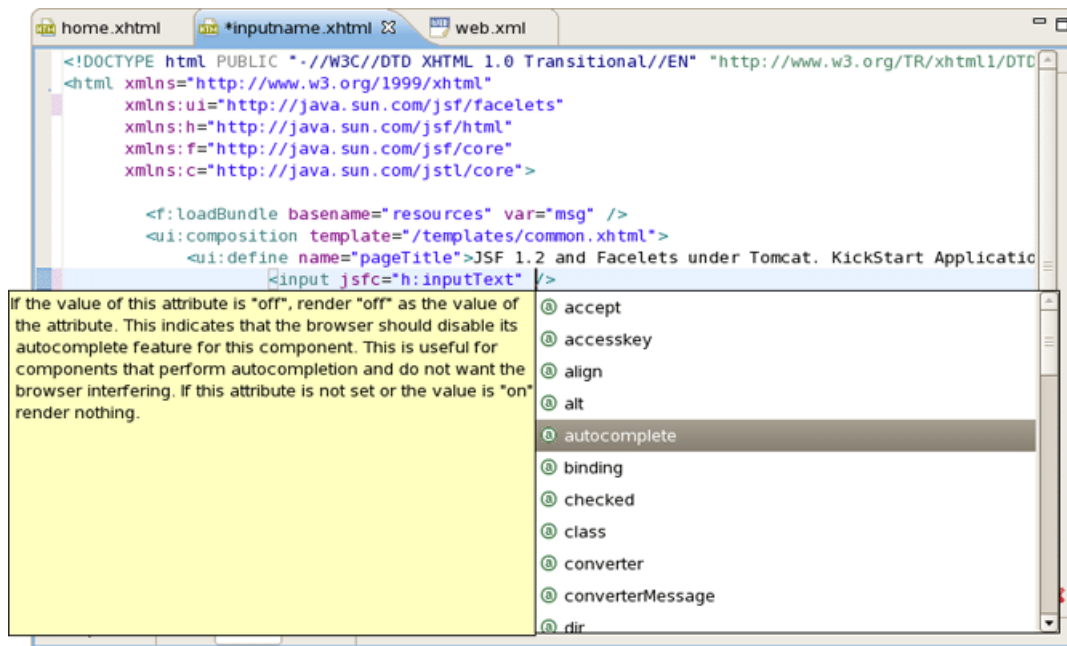 home.xhtml *inputname.xhtml web.xml
<!DOCTYPE html PUBLIC "-//W3C//DTD XHTML 1.0 Transitional//EN" "http://www.w3.org/TR/xhtml1/DTD
<html xmlns="http://www.w3.org/1999/xhtml"
xmlns:ui="http://java.sun.com/jsf/facelets"
xmlns:h="http://java.sun.com/jsf/html"
xmlns:f="http://java.sun.com/jsf/core"
xmlns:c="http://java.sun.com/jstl/core">
<f:loadBundle basename="resources" var="msg" />
<ui:composition template="/templates/common.xhtml">
<ui:define name="pageTitle">JSF 1.2 and Facelets under Tomcat. KickStart Applicatio
<input jsfc="h:inputText" />
If the value of this attribute is "off", render "off" as the value of
the attribute. This indicates that the browser should disable its
autocomplete feature for this component. This is useful for
components that perform autocompletion and do not want the
browser interfering. If this attribute is not set or the value is "on"
render nothing.
accept
accesskey
align
alt
autocomplete
binding
checked
class
converter
converterMessage
dir